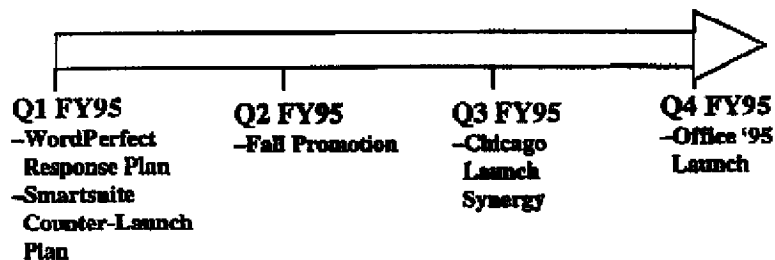 Q1 FY95
–WordPerfect
Response Plan
–Smartsuite
Counter-Launch
Plan
Q2 FY95
–Fall Promotion
Q3 FY95
–Chicago
Launch
Synergy
Q4 FY95
–Office ‘95
Launch